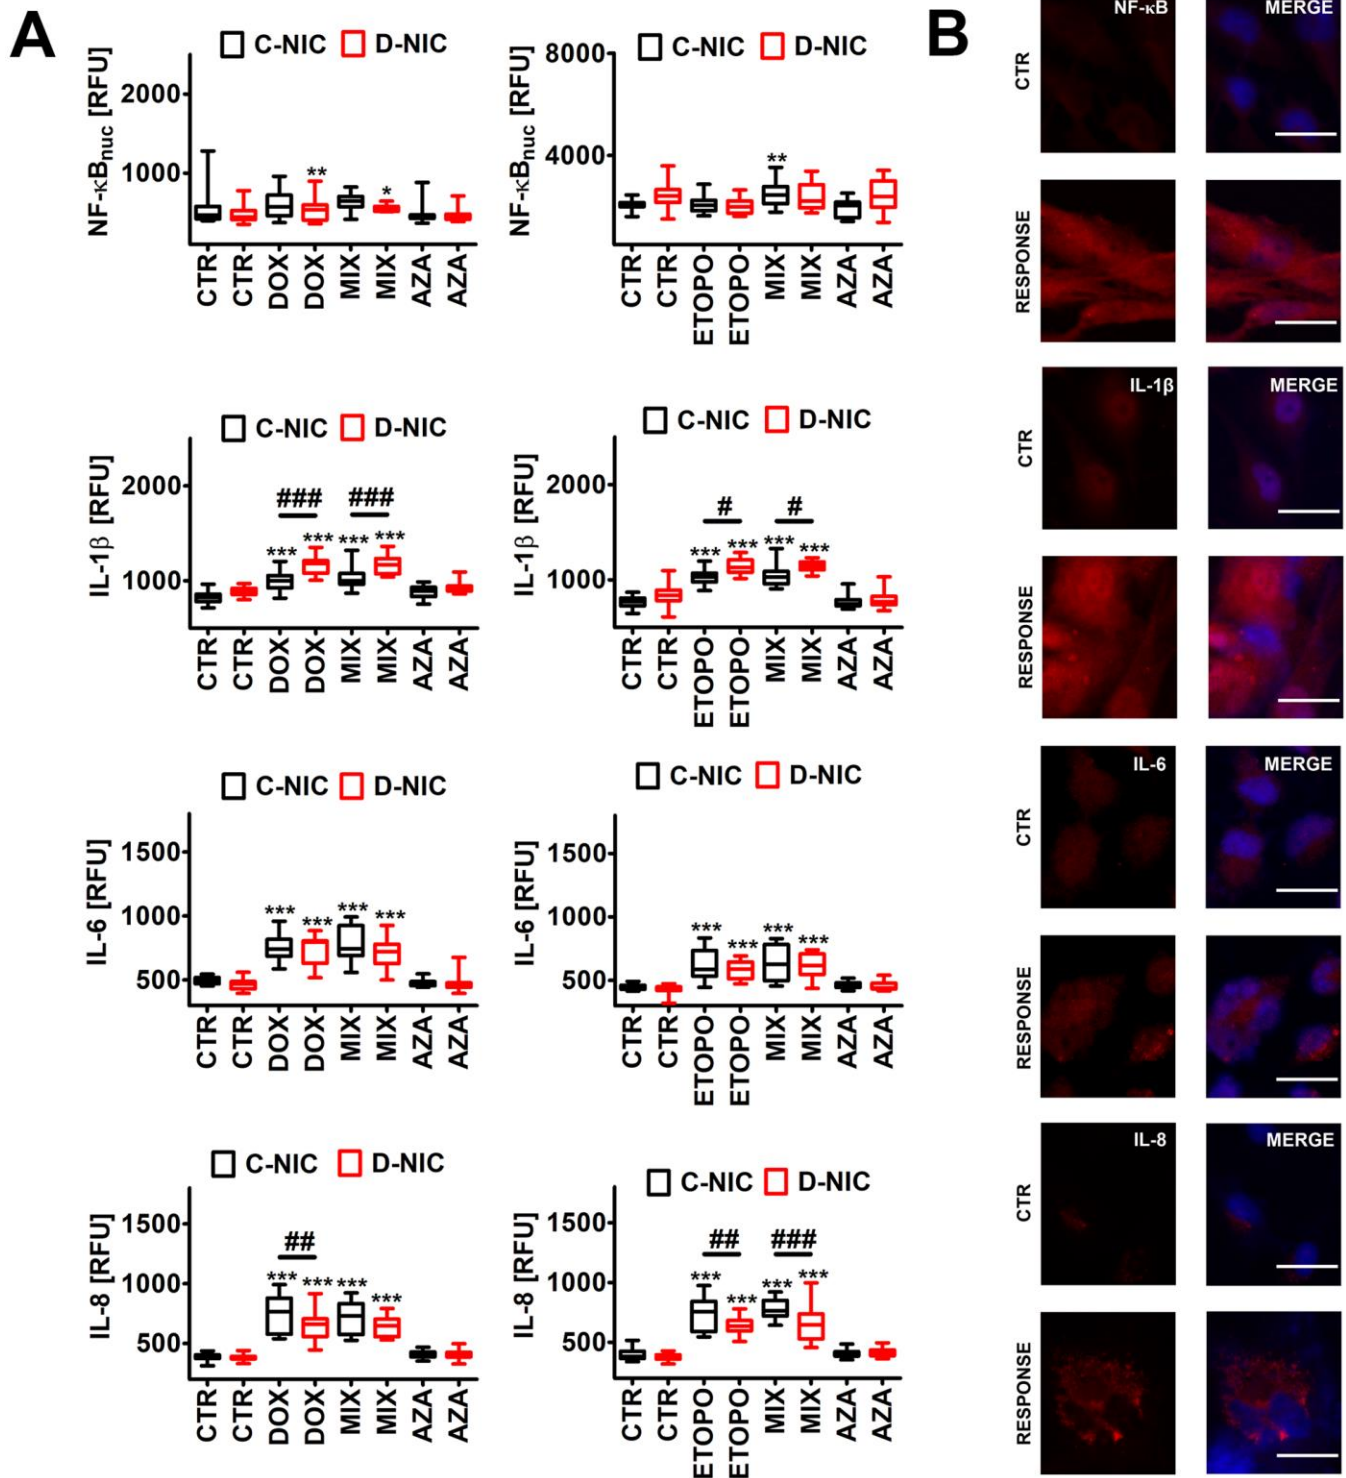 A
B
C-NIC D-NIC
NF-κBnuc [RFU]
2000
1000
** *
CTR CTR DOX DOX MIX MIX AZA AZA
C-NIC D-NIC
NF-κBnuc [RFU]
8000
4000
**
CTR CTR ETOPO ETOPO MIX MIX AZA AZA
C-NIC D-NIC
IL-1β [RFU]
2000
1000
### ###
*** *** *** ***
CTR CTR DOX DOX MIX MIX AZA AZA
C-NIC D-NIC
IL-1β [RFU]
2000
1000
# #
*** *** *** ***
CTR CTR ETOPO ETOPO MIX MIX AZA AZA
C-NIC D-NIC
IL-6 [RFU]
1500
1000
500
*** *** *** ***
CTR CTR DOX DOX MIX MIX AZA AZA
C-NIC D-NIC
IL-6 [RFU]
1500
1000
500
*** *** *** ***
CTR CTR ETOPO ETOPO MIX MIX AZA AZA
C-NIC D-NIC
IL-8 [RFU]
1500
1000
500
##
*** *** *** ***
CTR CTR DOX DOX MIX MIX AZA AZA
C-NIC D-NIC
IL-8 [RFU]
1500
1000
500
## ###
*** *** *** ***
CTR CTR ETOPO ETOPO MIX MIX AZA AZA
NF-κB MERGE
CTR
RESPONSE
IL-1β MERGE
CTR
RESPONSE
IL-6 MERGE
CTR
RESPONSE
IL-8 MERGE
CTR
RESPONSE